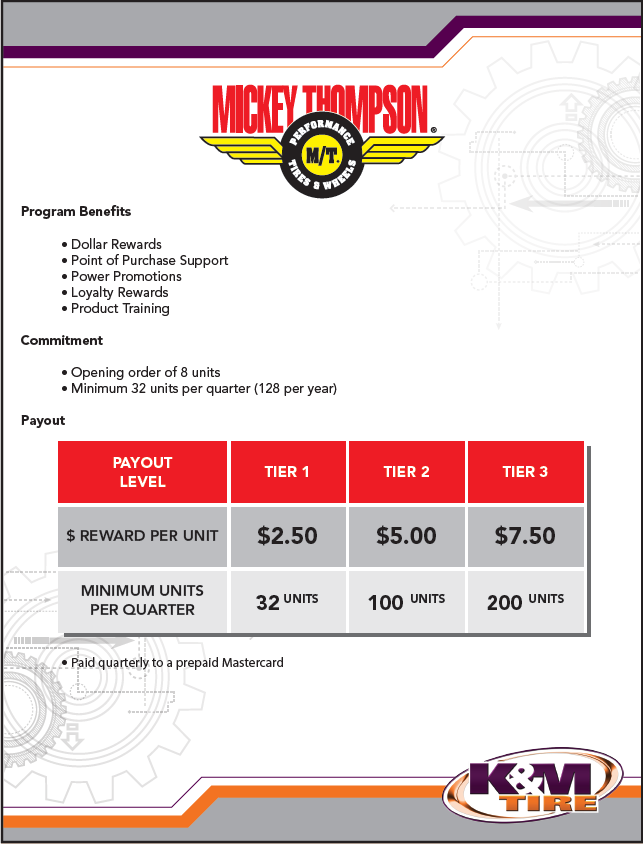 MICKEY THOMPSON®
PERFORMANCE
M/T.
TIRES & WHEELS
Program Benefits
• Dollar Rewards
• Point of Purchase Support
• Power Promotions
• Loyalty Rewards
• Product Training
Commitment
• Opening order of 8 units
• Minimum 32 units per quarter (128 per year)
Payout
PAYOUT LEVEL TIER 1 TIER 2 TIER 3
$ REWARD PER UNIT $2.50 $5.00 $7.50
MINIMUM UNITS PER QUARTER 32 UNITS 100 UNITS 200 UNITS
• Paid quarterly to a prepaid Mastercard
K&M
TIRE